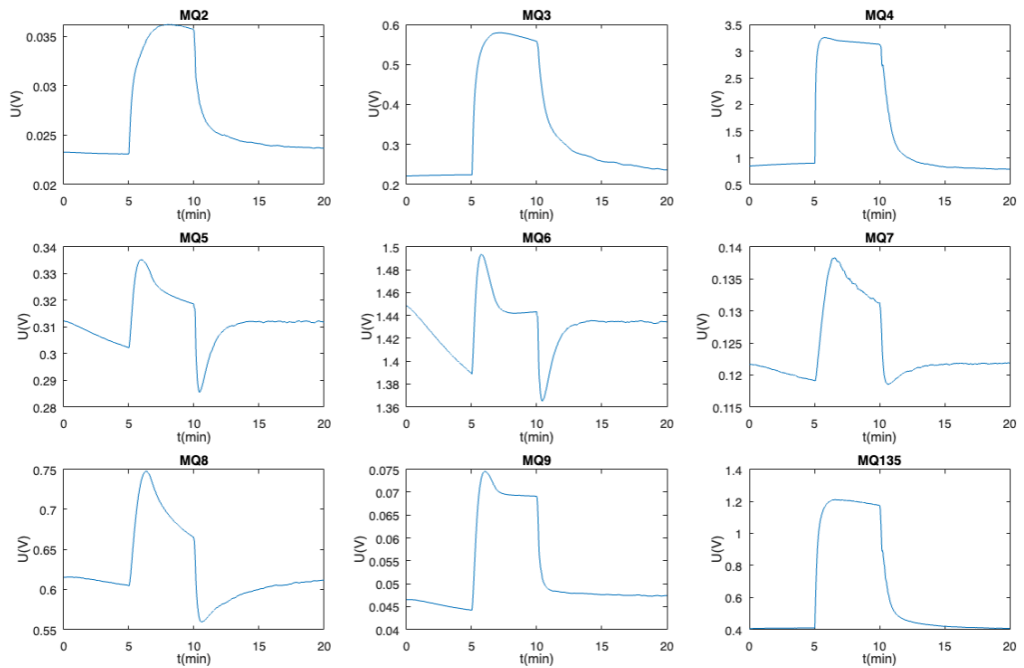 MQ2 MQ3 MQ4
0.035 0.03 0.025 0.02
U(V)
0 5 10 15 20
t(min)
0.6 0.5 0.4 0.3 0.2
U(V)
0 5 10 15 20
t(min)
3.5 3 2.5 2 1.5 1 0.5
U(V)
0 5 10 15 20
t(min)
MQ5 MQ6 MQ7
0.34 0.33 0.32 0.31 0.3 0.29 0.28
U(V)
0 5 10 15 20
t(min)
1.5 1.48 1.46 1.44 1.42 1.4 1.38 1.36
U(V)
0 5 10 15 20
t(min)
0.14 0.135 0.13 0.125 0.12 0.115
U(V)
0 5 10 15 20
t(min)
MQ8 MQ9 MQ135
0.75 0.7 0.65 0.6 0.55
U(V)
0 5 10 15 20
t(min)
0.075 0.07 0.065 0.06 0.055 0.05 0.045 0.04
U(V)
0 5 10 15 20
t(min)
1.4 1.2 1 0.8 0.6 0.4
U(V)
0 5 10 15 20
t(min)